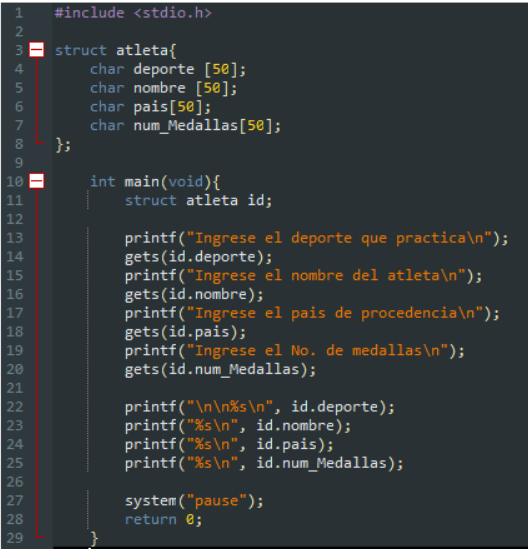 1 #include <stdio.h>
2
3 struct atleta{
4 char deporte [50];
5 char nombre [50];
6 char pais[50];
7 char num_Medallas[50];
8 };
9
10 int main(void){
11 struct atleta id;
12
13 printf("Ingrese el deporte que practica\n");
14 gets(id.deporte);
15 printf("Ingrese el nombre del atleta\n");
16 gets(id.nombre);
17 printf("Ingrese el pais de procedencia\n");
18 gets(id.pais);
19 printf("Ingrese el No. de medallas\n");
20 gets(id.num_Medallas);
21
22 printf("\n\n%s\n", id.deporte);
23 printf("%s\n", id.nombre);
24 printf("%s\n", id.pais);
25 printf("%s\n", id.num_Medallas);
26
27 system("pause");
28 return 0;
29 }